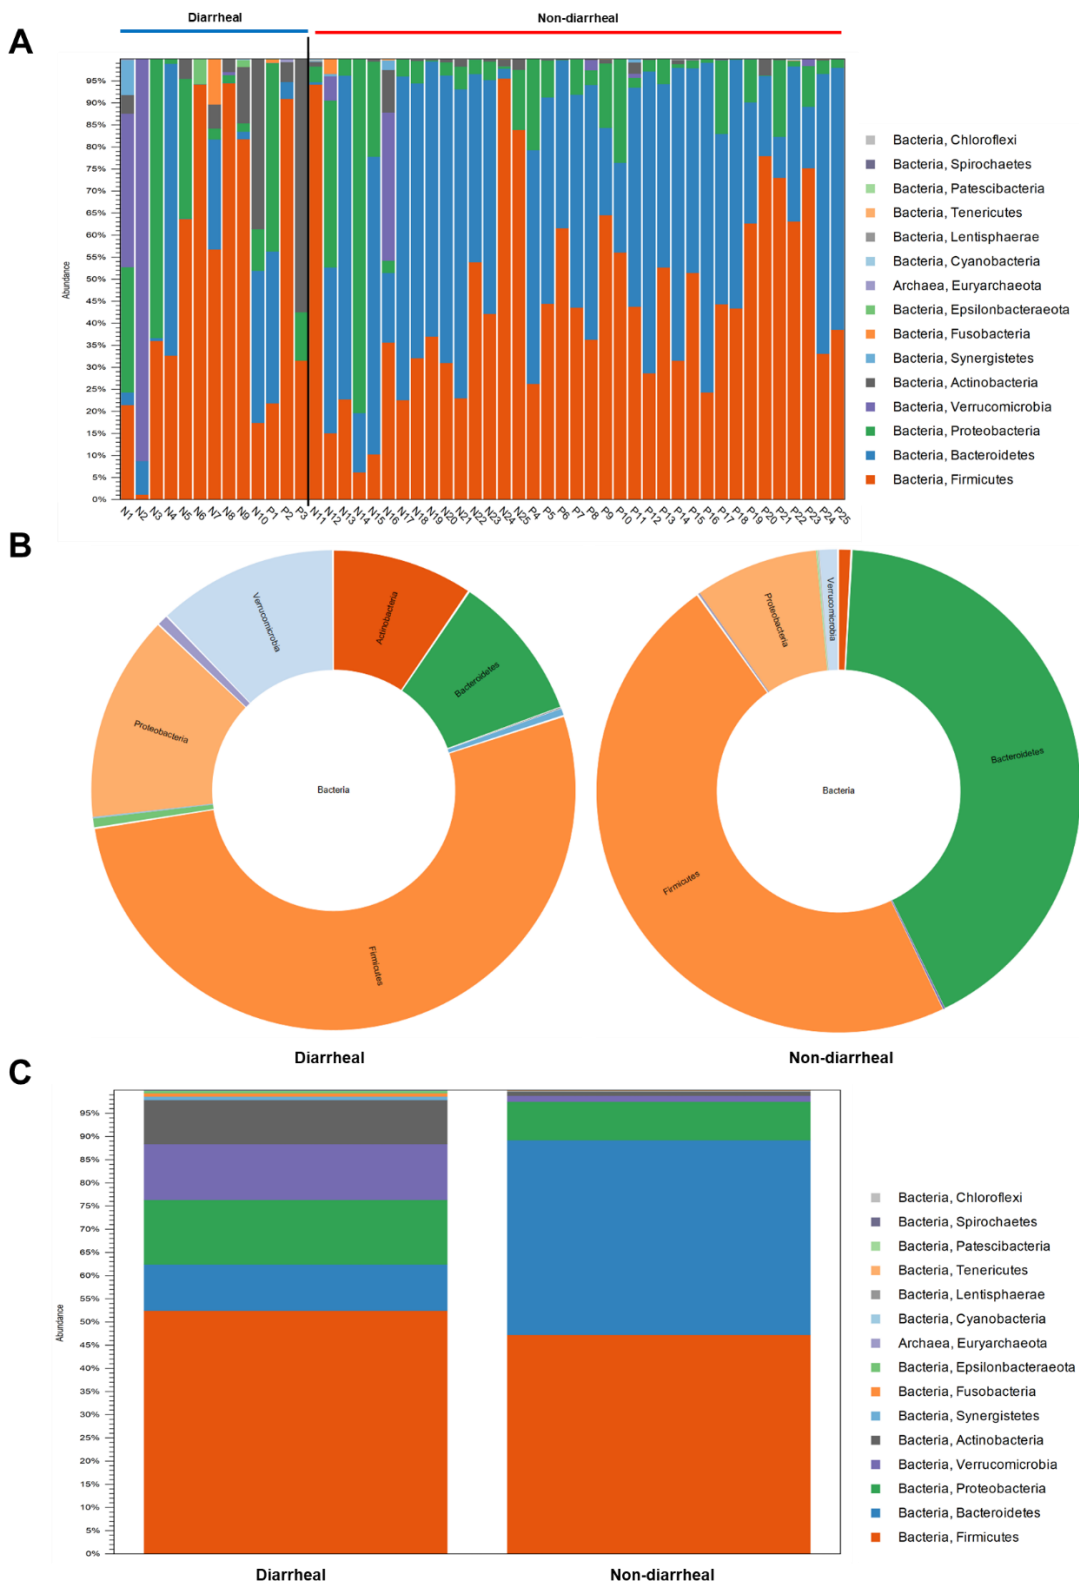 Diarrheal
Non-diarrheal
A
95%
90%
85%
80%
75%
70%
65%
60%
55%
50%
45%
40%
35%
30%
25%
20%
15%
10%
5%
0%
Abundance
N1 N2 N3 N4 N5 N6 N7 N8 N9 N10 P1 P2 P3 N11 N12 N13 N14 N15 N16 N17 N18 N19 N20 N21 N22 N23 N24 N25 P4 P5 P6 P7 P8 P9 P10 P11 P12 P13 P14 P15 P16 P17 P18 P19 P20 P21 P22 P23 P24 P25
Bacteria, Chloroflexi
Bacteria, Spirochaetes
Bacteria, Patescibacteria
Bacteria, Tenericutes
Bacteria, Lentisphaerae
Bacteria, Cyanobacteria
Archaea, Euryarchaeota
Bacteria, Epsilonbacteraeota
Bacteria, Fusobacteria
Bacteria, Synergistetes
Bacteria, Actinobacteria
Bacteria, Verrucomicrobia
Bacteria, Proteobacteria
Bacteria, Bacteroidetes
Bacteria, Firmicutes
B
Verrucomicrobia
Actinobacteria
Bacteroidetes
Proteobacteria
Bacteria
Firmicutes
Diarrheal
Verrucomicrobia
Proteobacteria
Bacteroidetes
Bacteria
Firmicutes
Non-diarrheal
C
95%
90%
85%
80%
75%
70%
65%
60%
55%
50%
45%
40%
35%
30%
25%
20%
15%
10%
5%
0%
Abundance
Diarrheal
Non-diarrheal
Bacteria, Chloroflexi
Bacteria, Spirochaetes
Bacteria, Patescibacteria
Bacteria, Tenericutes
Bacteria, Lentisphaerae
Bacteria, Cyanobacteria
Archaea, Euryarchaeota
Bacteria, Epsilonbacteraeota
Bacteria, Fusobacteria
Bacteria, Synergistetes
Bacteria, Actinobacteria
Bacteria, Verrucomicrobia
Bacteria, Proteobacteria
Bacteria, Bacteroidetes
Bacteria, Firmicutes